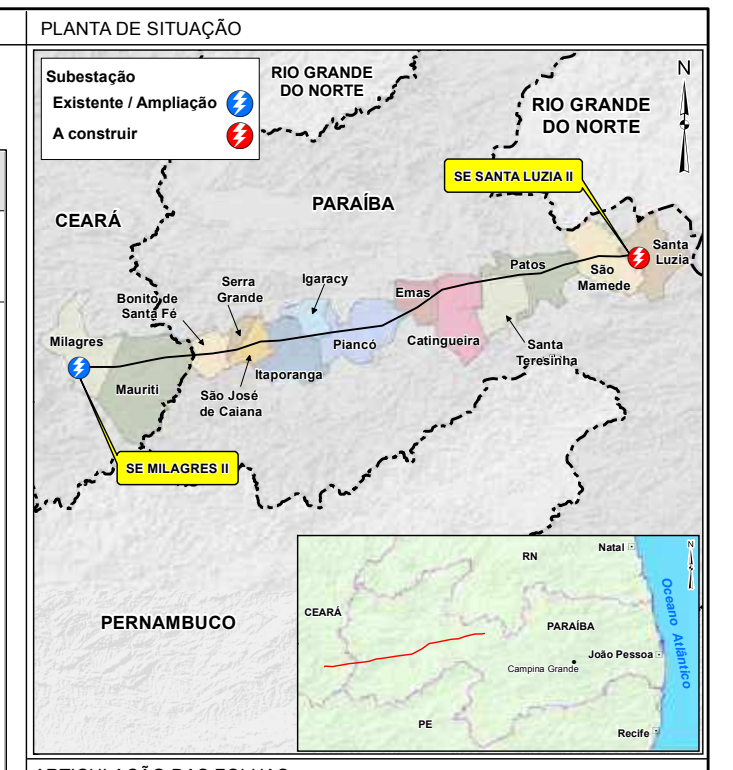 PLANTA DE SITUAÇÃO
Subestação
Existente / Ampliação
A construir
RIO GRANDE
DO NORTE
N
RIO GRANDE
DO NORTE
SE SANTA LUZIA II
PARAÍBA
CEARÁ
Santa
Luzia
Patos
São
Mamede
Igaracy
Serra
Grande
Emas
Bonito de
Santa Fé
Milagres
Piancó
Catingueira
Santa
Teresinha
Itaporanga
Mauriti
São José
de Caiana
SE MILAGRES II
PERNAMBUCO
Natal
N
RN
CEARÁ
PARAÍBA
Oceano Atlântico
João Pessoa
Campina Grande
PE
Recife